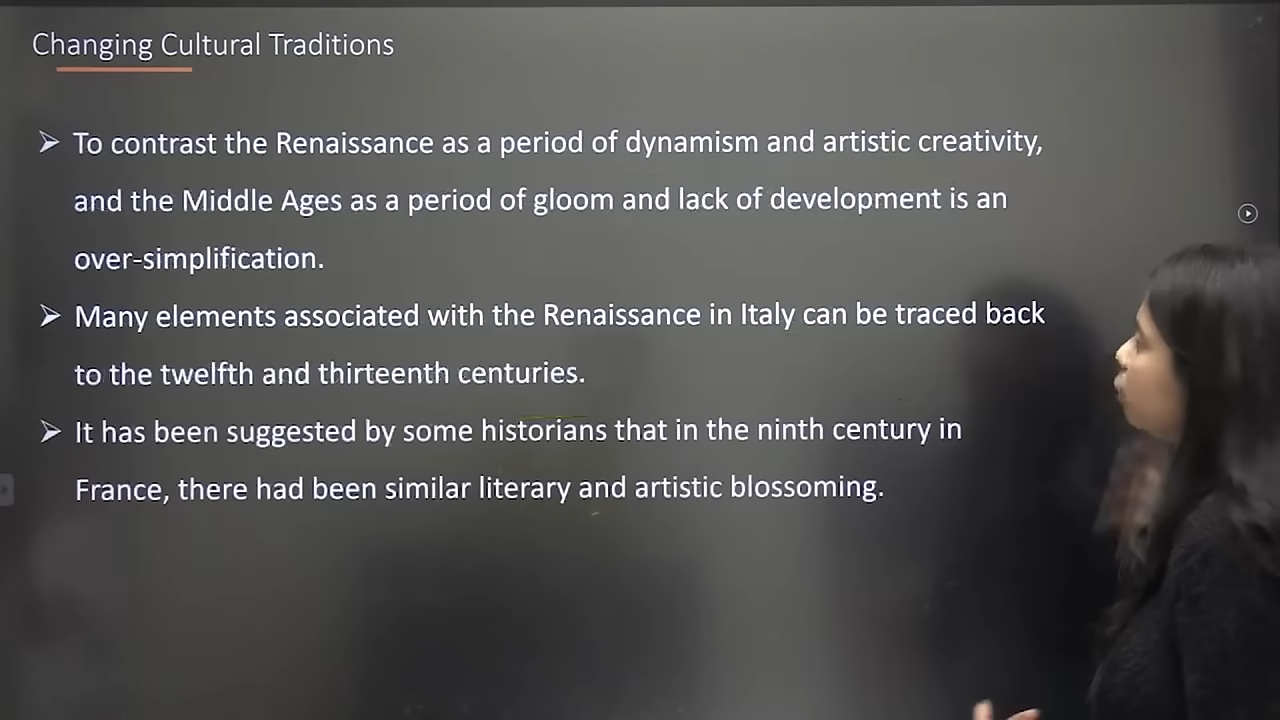 Changing Cultural Traditions
To contrast the Renaissance as a period of dynamism and artistic creativity,
and the Middle Ages as a period of gloom and lack of development is an
over-simplification.
Many elements associated with the Renaissance in Italy can be traced back
to the twelfth and thirteenth centuries.
It has been suggested by some historians that in the ninth century in
France, there had been similar literary and artistic blossoming.